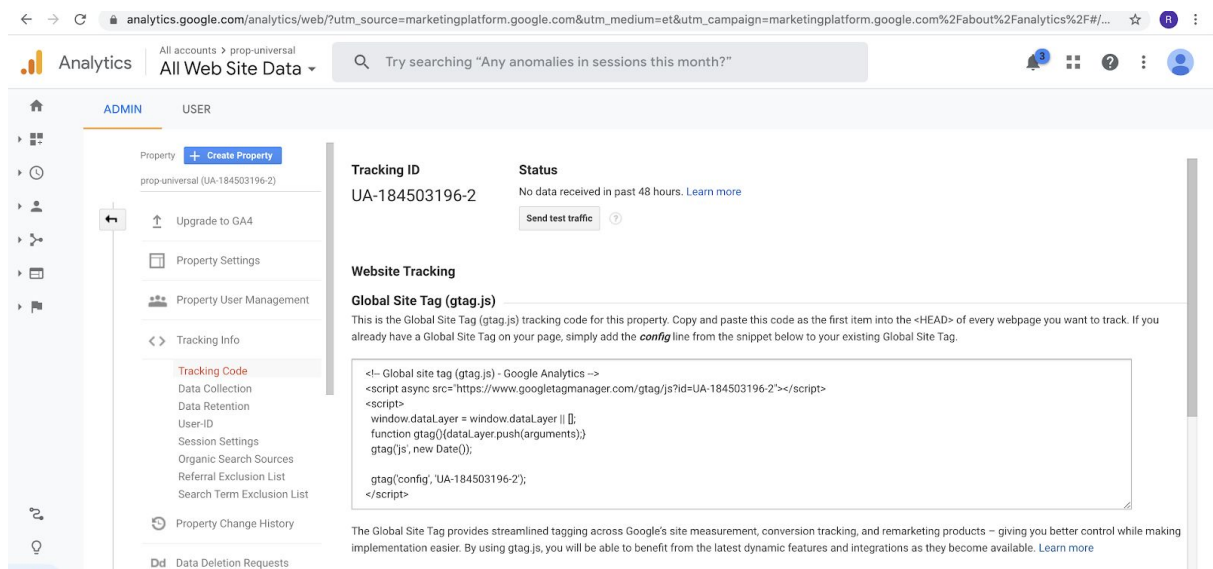 analytics.google.com/analytics/web/?utm_source=marketingplatform.google.com&utm_medium=et&utm_campaign=marketingplatform.google.com%2Fabout%2Fanalytics%2F#/...
R
Analytics
All accounts > prop-universal
All Web Site Data
Try searching “Any anomalies in sessions this month?”
3
ADMIN
USER
Property
+ Create Property
prop-universal (UA-184503196-2)
Upgrade to GA4
Property Settings
Property User Management
<> Tracking Info
Tracking Code
Data Collection
Data Retention
User-ID
Session Settings
Organic Search Sources
Referral Exclusion List
Search Term Exclusion List
Property Change History
Dd Data Deletion Requests
Tracking ID
UA-184503196-2
Status
No data received in past 48 hours. Learn more
Send test traffic
?
Website Tracking
Global Site Tag (gtag.js)
This is the Global Site Tag (gtag.js) tracking code for this property. Copy and paste this code as the first item into the <HEAD> of every webpage you want to track. If you
already have a Global Site Tag on your page, simply add the config line from the snippet below to your existing Global Site Tag.
<!-- Global site tag (gtag.js) - Google Analytics -->
<script async src="https://www.googletagmanager.com/gtag/js?id=UA-184503196-2"></script>
<script>
window.dataLayer = window.dataLayer || [];
function gtag(){dataLayer.push(arguments);}
gtag('js', new Date());
gtag('config', 'UA-184503196-2');
</script>
The Global Site Tag provides streamlined tagging across Google's site measurement, conversion tracking, and remarketing products – giving you better control while making
implementation easier. By using gtag.js, you will be able to benefit from the latest dynamic features and integrations as they become available. Learn more